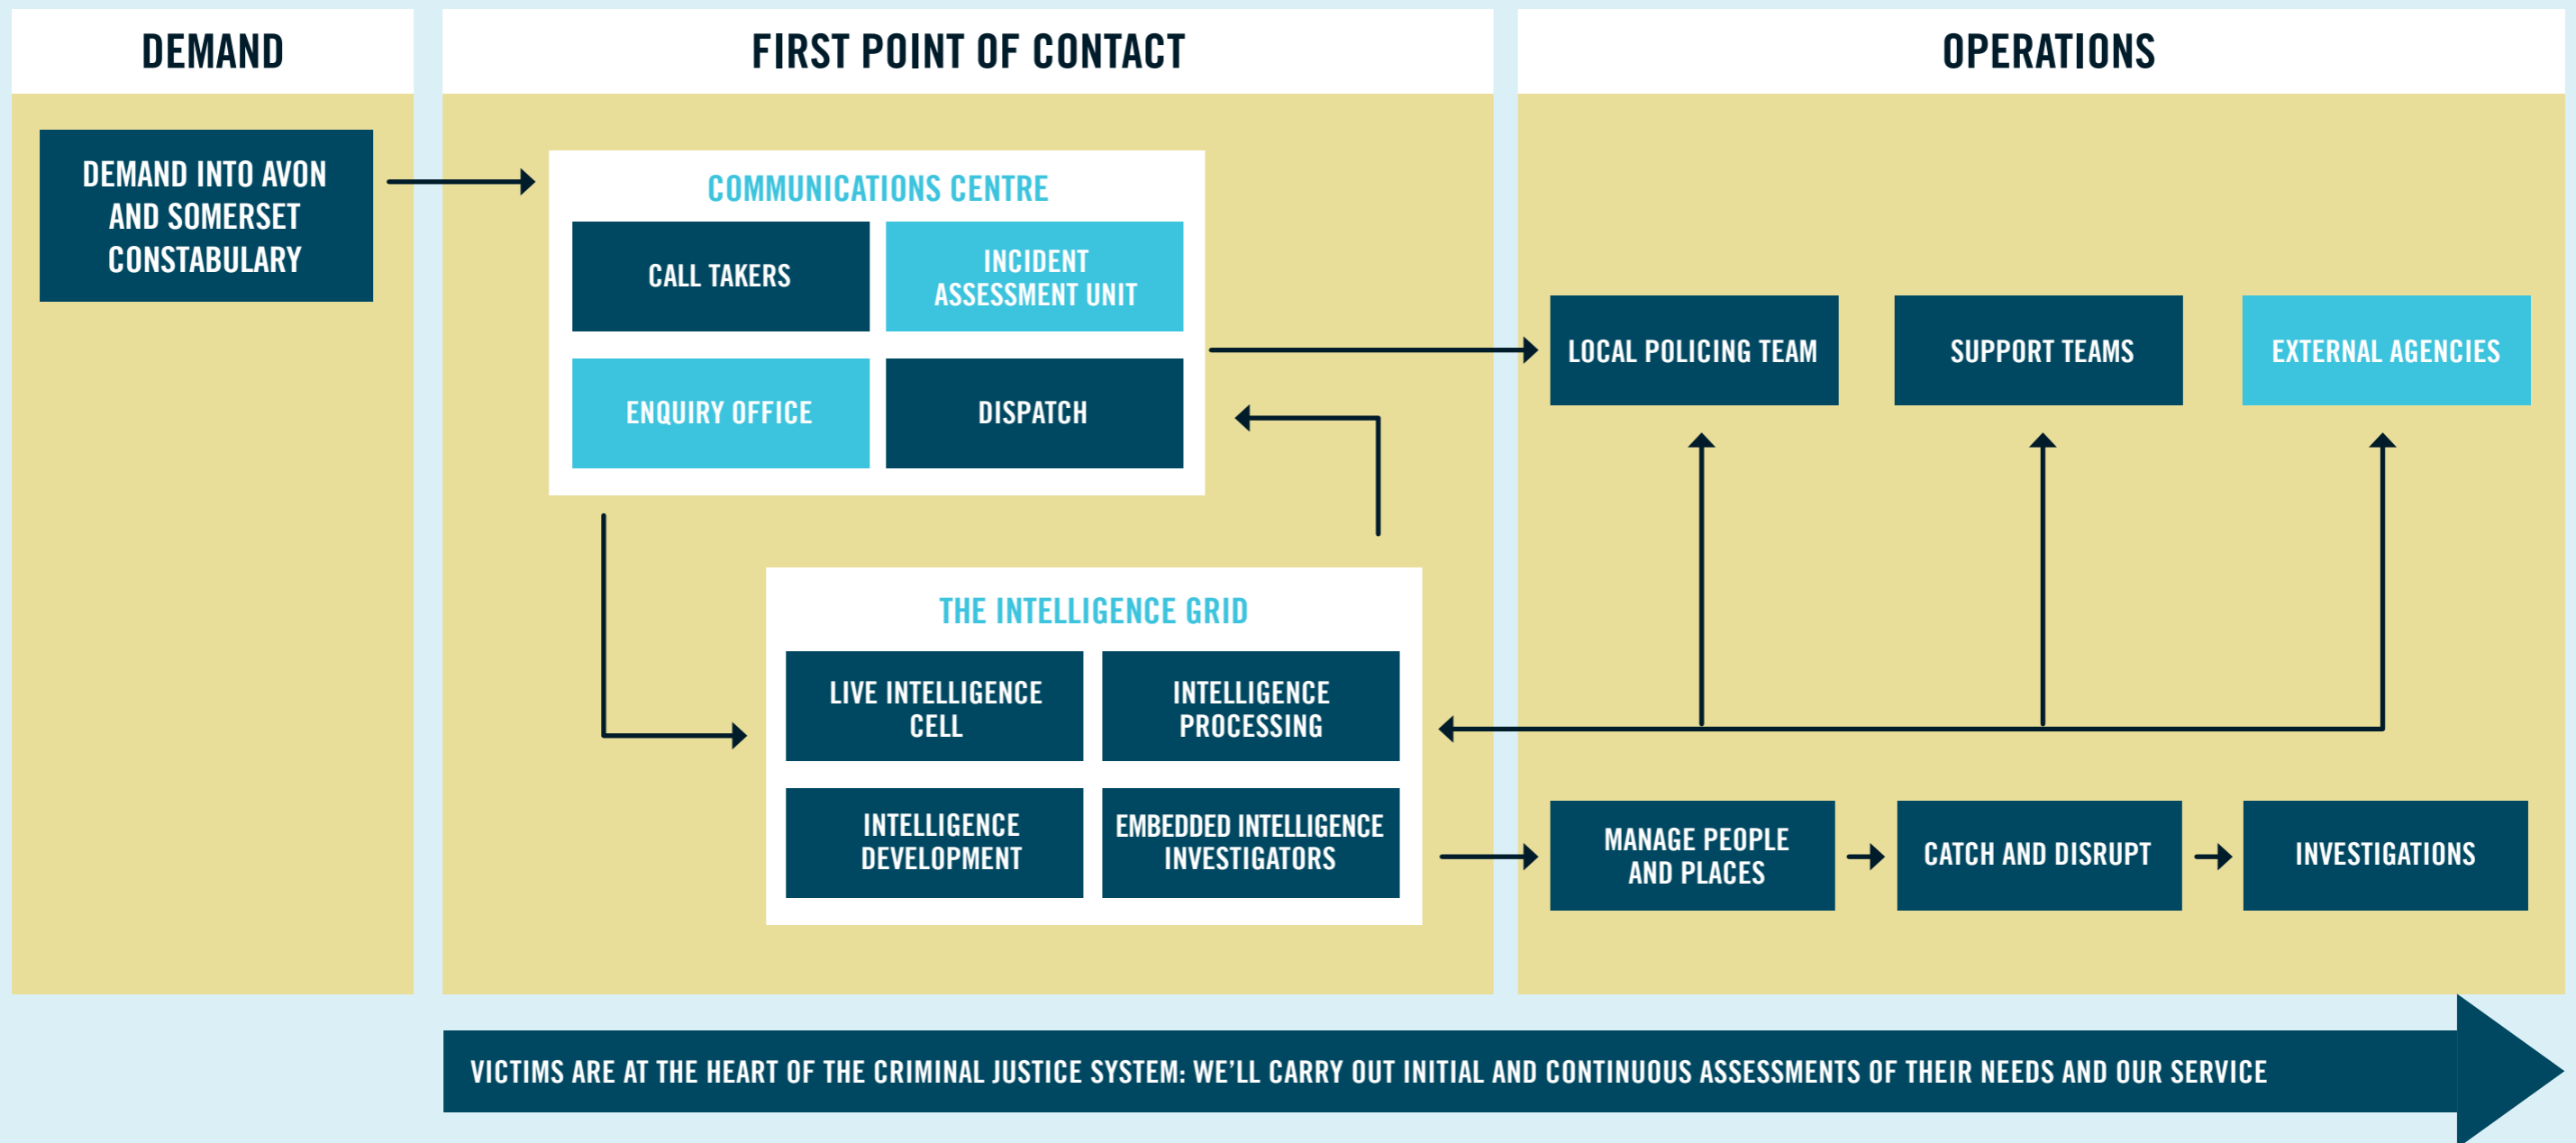 DEMAND
FIRST POINT OF CONTACT
OPERATIONS
DEMAND INTO AVON
AND SOMERSET
CONSTABULARY
COMMUNICATIONS CENTRE
CALL TAKERS
INCIDENT
ASSESSMENT UNIT
ENQUIRY OFFICE
DISPATCH
LOCAL POLICING TEAM
SUPPORT TEAMS
EXTERNAL AGENCIES
THE INTELLIGENCE GRID
LIVE INTELLIGENCE
CELL
INTELLIGENCE
PROCESSING
INTELLIGENCE
DEVELOPMENT
EMBEDDED INTELLIGENCE
INVESTIGATORS
MANAGE PEOPLE
AND PLACES
CATCH AND DISRUPT
INVESTIGATIONS
VICTIMS ARE AT THE HEART OF THE CRIMINAL JUSTICE SYSTEM: WE'LL CARRY OUT INITIAL AND CONTINUOUS ASSESSMENTS OF THEIR NEEDS AND OUR SERVICE